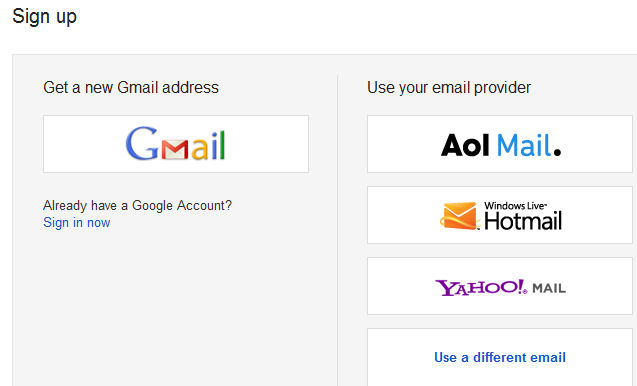 Sign up
Get a new Gmail address
Gmail
Already have a Google Account?
Sign in now
Use your email provider
Aol Mail.
Windows Live™
Hotmail
YAHOO!® MAIL
Use a different email